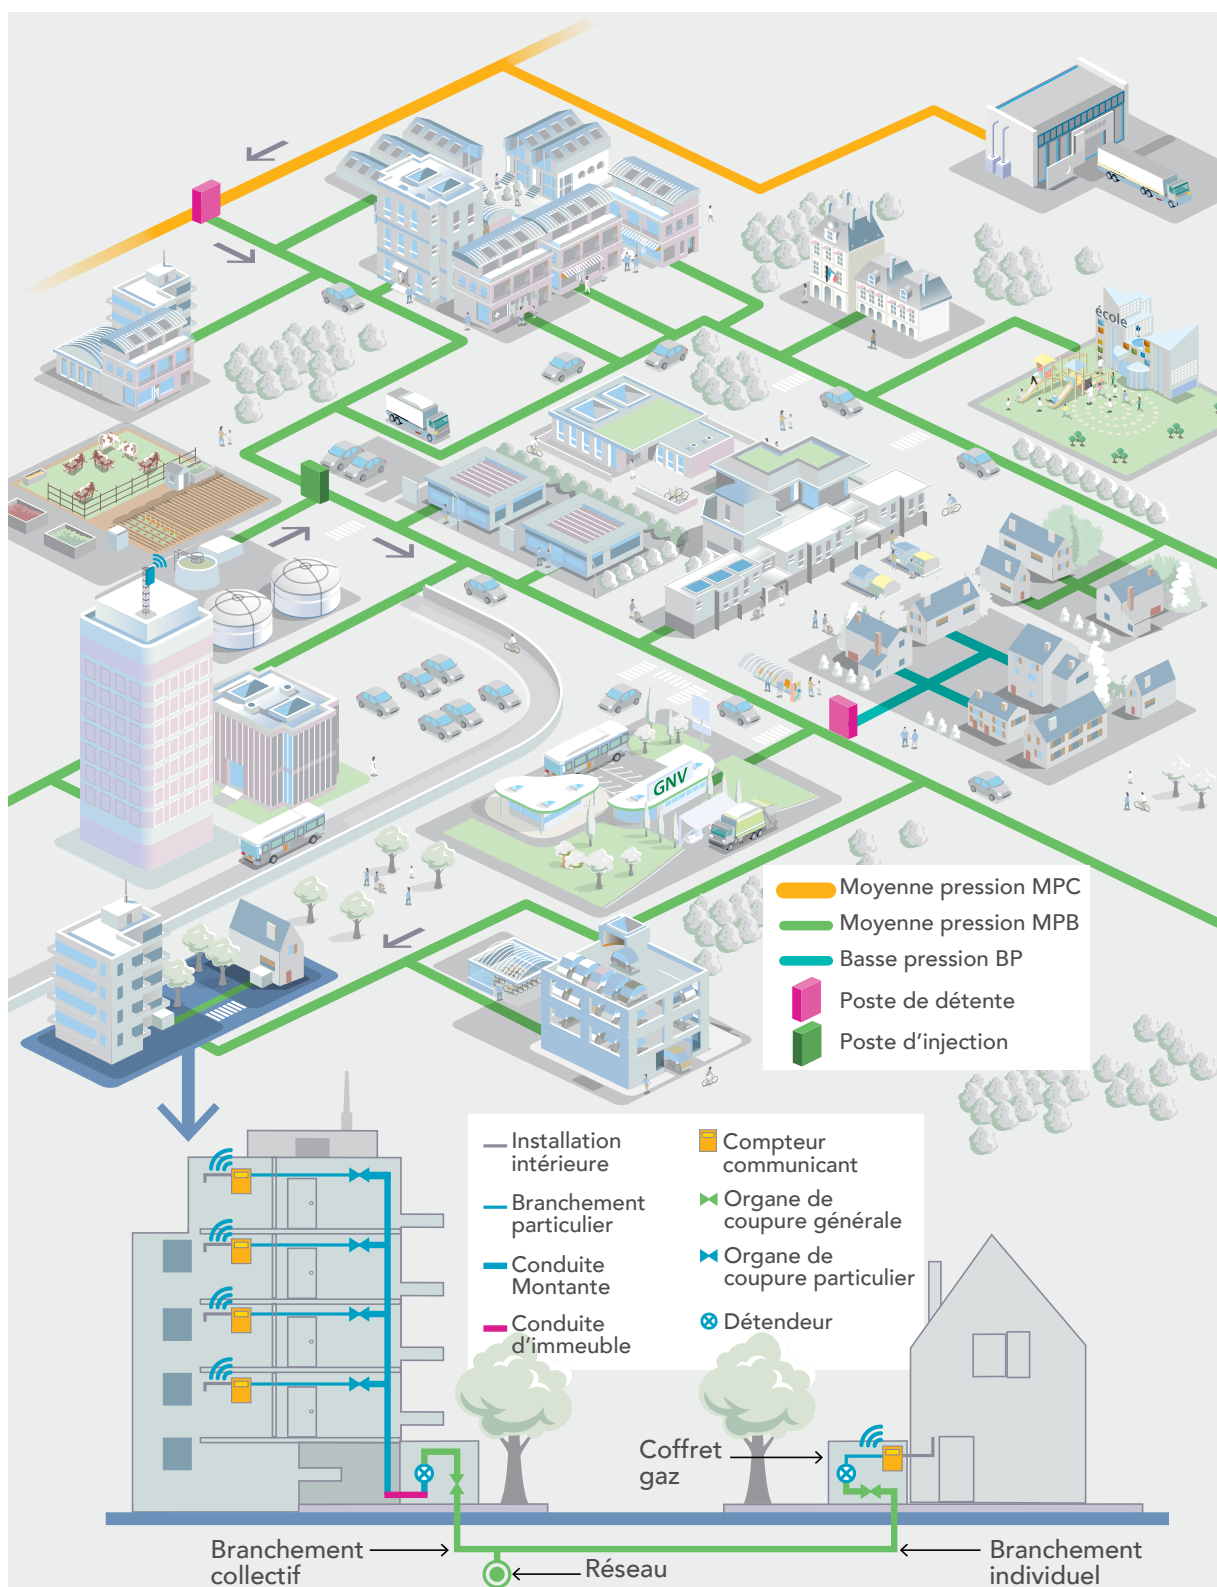 école
GNV
Moyenne pression MPC
Moyenne pression MPB
Basse pression BP
Poste de détente
Poste d'injection
Installation
intérieure
Branchement
particulier
Conduite
Montante
Conduite
d'immeuble
Compteur
communicant
Organe de
coupure générale
Organe de
coupure particulier
Détendeur
Coffret
gaz
Branchement
collectif
Réseau
Branchement
individuel